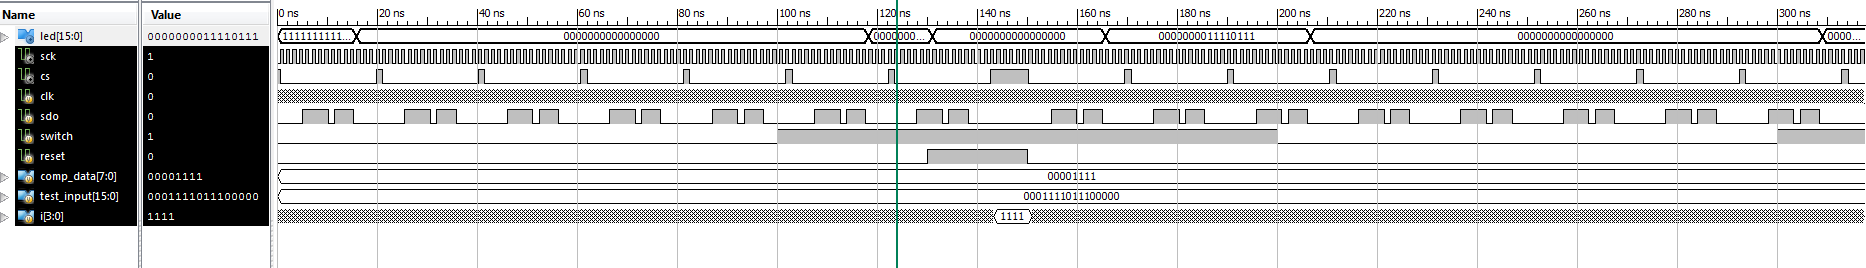 Name Value 0 ns 20 ns 40 ns 60 ns 80 ns 100 ns 120 ns 140 ns 160 ns 180 ns 200 ns 220 ns 240 ns 260 ns 280 ns 300 ns
led[15:0] 0000000011110111 1111111111... 0000000000000000 0000000... 0000000000000000 0000000011110111 0000000000000000 0000...
sck 1
cs 0
clk 0
sdo 0
switch 1
reset 0
comp_data[7:0] 00001111 00001111
test_input[15:0] 0001111011100000 0001111011100000
i[3:0] 1111 1111